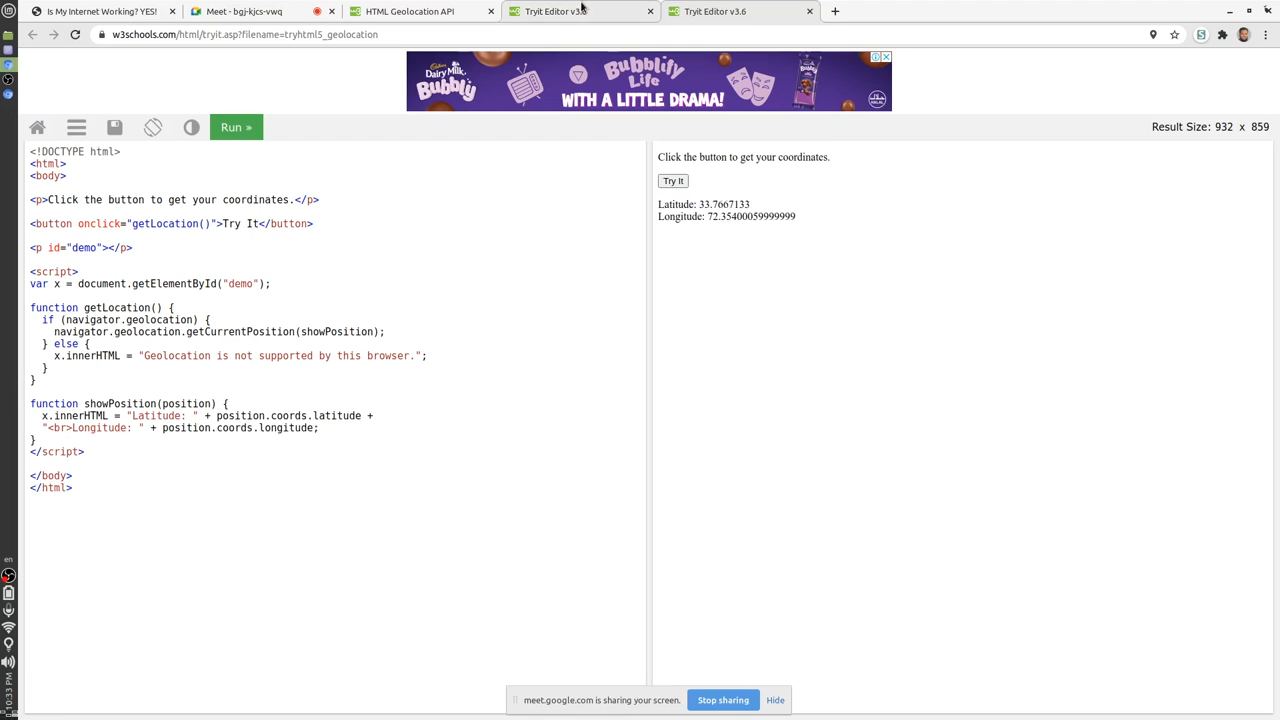 Is My Internet Working? YES!
Meet - bgj-kjcs-vwq
HTML Geolocation API
Tryit Editor v3.6
Tryit Editor v3.6
w3schools.com/html/tryit.asp?filename=tryhtml5_geolocation
Cadbury
Dairy Milk
Bubbly
Bubblify
Life
WITH A LITTLE DRAMA!
Run »
Result Size: 932 x 859
<!DOCTYPE html>
<html>
<body>
<p>Click the button to get your coordinates.</p>
<button onclick="getLocation()">Try It</button>
<p id="demo"></p>
<script>
var x = document.getElementById("demo");
function getLocation() {
  if (navigator.geolocation) {
    navigator.geolocation.getCurrentPosition(showPosition);
  } else {
    x.innerHTML = "Geolocation is not supported by this browser.";
  }
}
function showPosition(position) {
  x.innerHTML = "Latitude: " + position.coords.latitude +
  "<br>Longitude: " + position.coords.longitude;
}
</script>
</body>
</html>
Click the button to get your coordinates.
Try It
Latitude: 33.7667133
Longitude: 72.35400059999999
en
10:33 PM
meet.google.com is sharing your screen.
Stop sharing
Hide